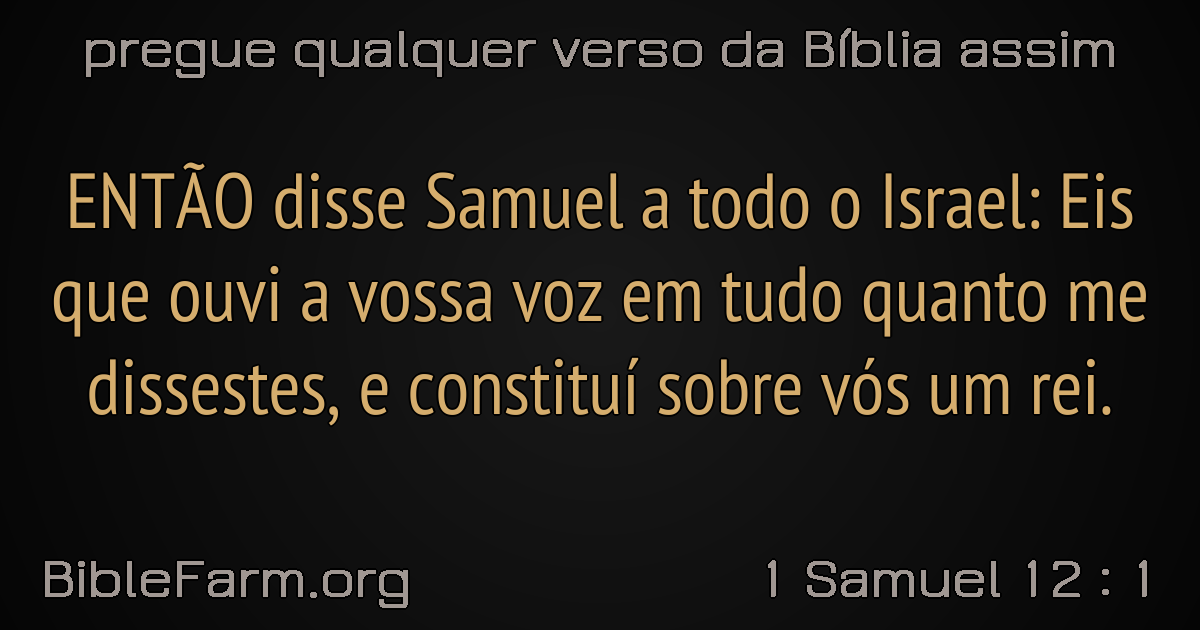 pregue qualquer verso da Bíblia assim
ENTÃO disse Samuel a todo o Israel: Eis
que ouvi a vossa voz em tudo quanto me
dissestes, e constituí sobre vós um rei.
BibleFarm.org
1 Samuel 12 : 1